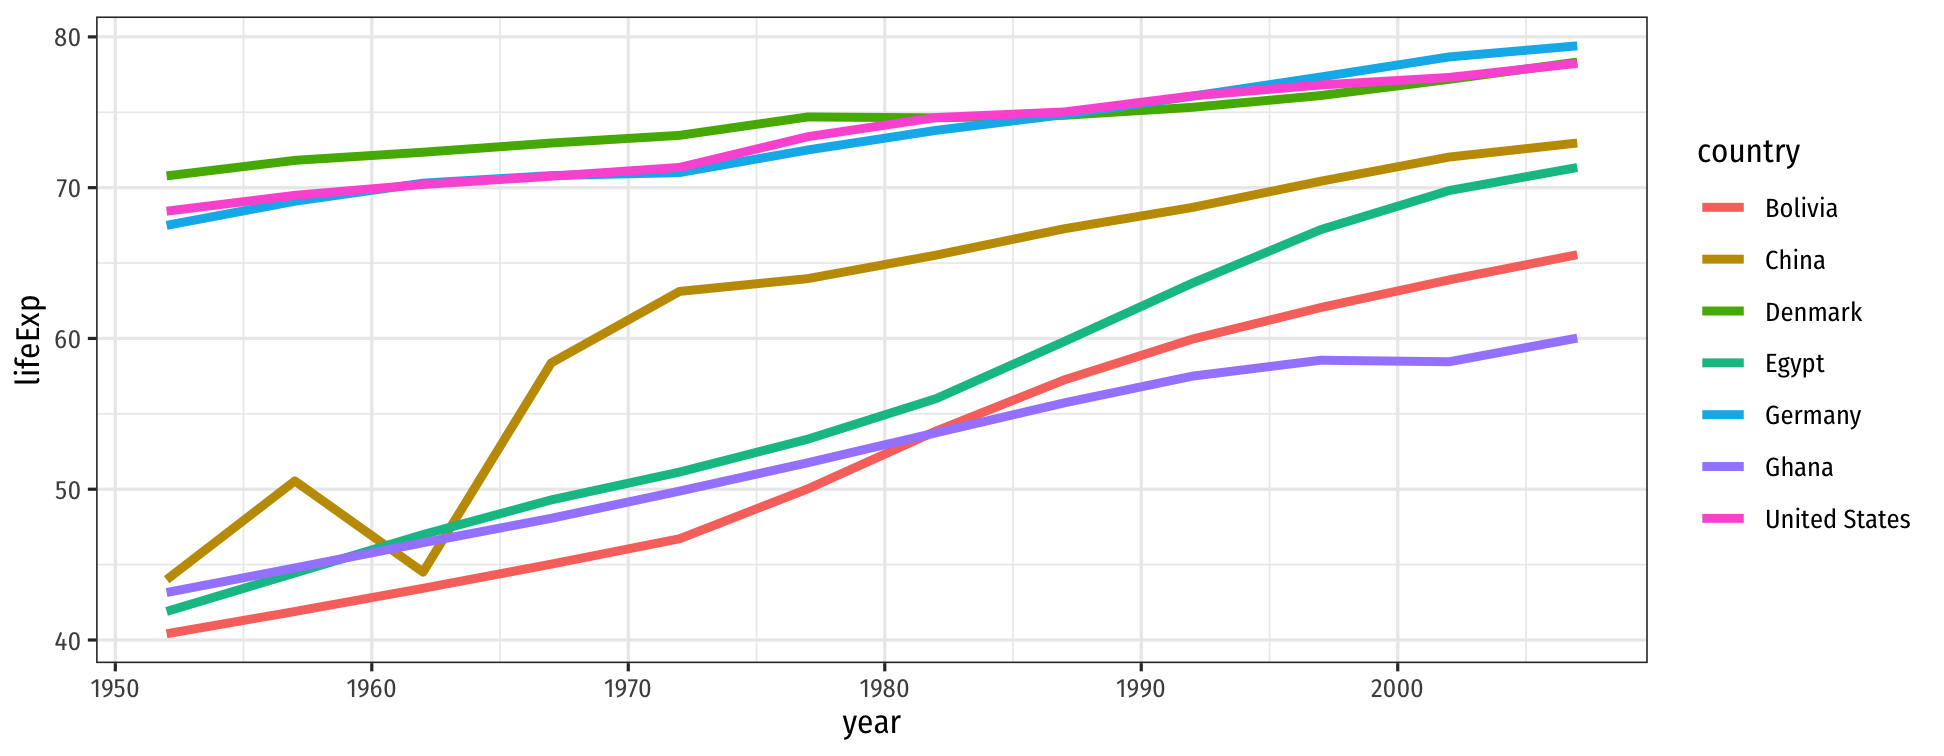 80
70
60
50
40
lifeExp
1950 1960 1970 1980 1990 2000
year
country
Bolivia
China
Denmark
Egypt
Germany
Ghana
United States